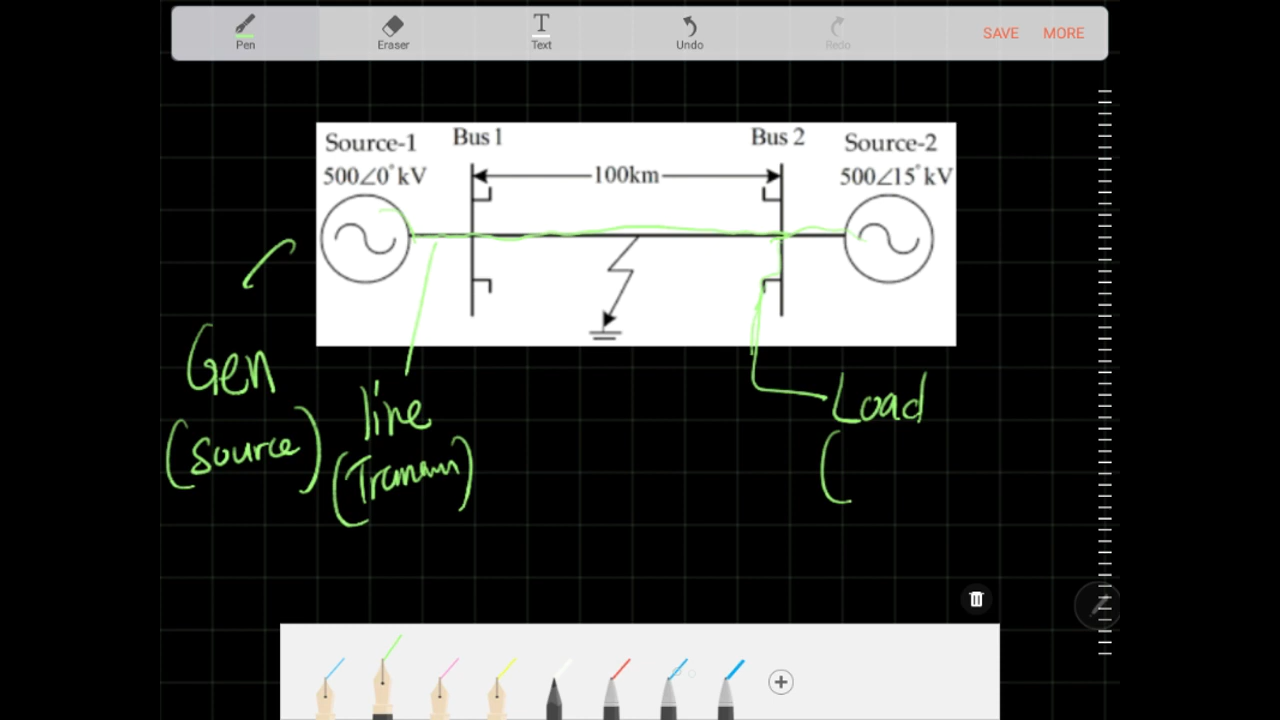 Pen
Eraser
T
Text
Undo
Redo
SAVE
MORE
Source-1
Bus 1
Bus 2
Source-2
500∠0° kV
100km
500∠15° kV
Gen
(Source)
line
Load
(